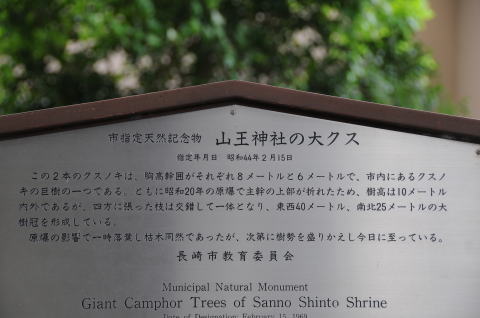 市指定天然記念物 山王神社の大クス
指定年月日 昭和44年2月15日
この2本のクスノキは、胸高幹囲がそれぞれ8メートルと6メートルで、市内にあるクスノ
キの巨樹の一つである。ともに昭和20年の原爆で主幹の上部が折れたため、樹高は10メートル
内外であるが、四方に張った枝は交錯して一体となり、東西40メートル、南北25メートルの大
樹冠を形成している。
原爆の影響で一時落葉し枯木同然であったが、次第に樹勢を盛りかえし今日に至っている。
長崎市教育委員会
Municipal Natural Monument
Giant Camphor Trees of Sanno Shinto Shrine
Date of Designation: February 15, 1969